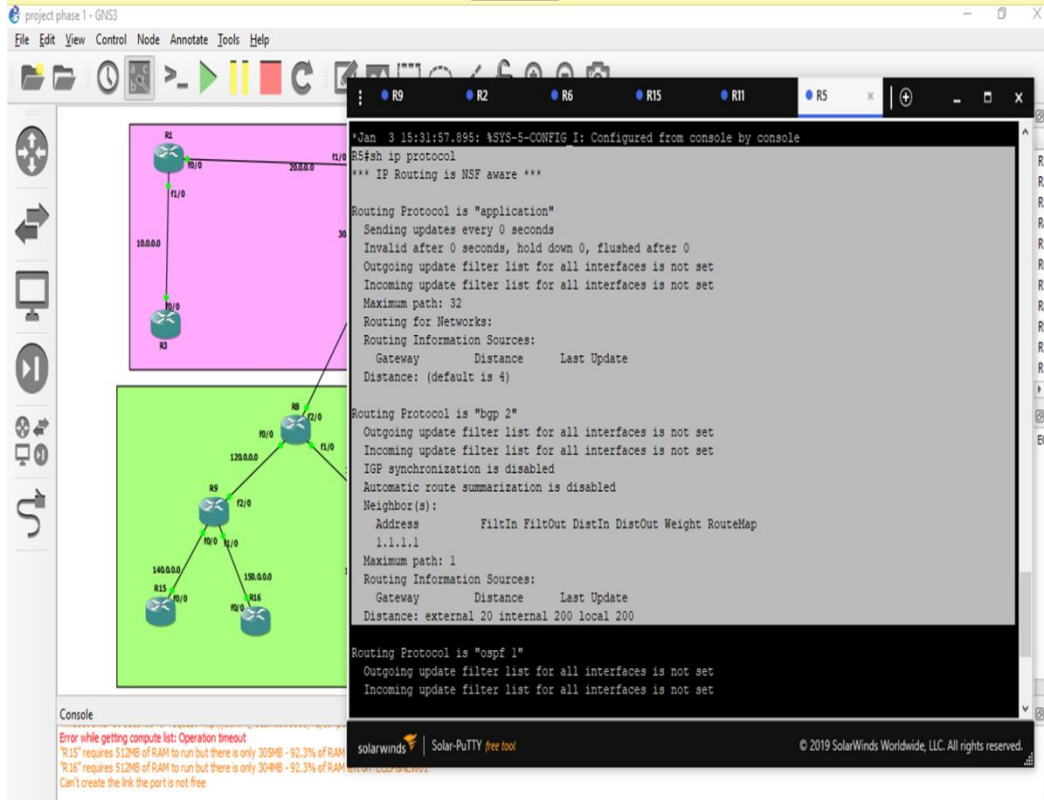 project phase 1 - GNS3
File Edit View Control Node Annotate Tools Help
R9 R2 R6 R15 R11 R5
*Jan 3 15:31:57.895: %SYS-5-CONFIG_I: Configured from console by console
R5#sh ip protocol
*** IP Routing is NSF aware ***
Routing Protocol is "application"
Sending updates every 0 seconds
Invalid after 0 seconds, hold down 0, flushed after 0
Outgoing update filter list for all interfaces is not set
Incoming update filter list for all interfaces is not set
Maximum path: 32
Routing for Networks:
Routing Information Sources:
Gateway Distance Last Update
Distance: (default is 4)
Routing Protocol is "bgp 2"
Outgoing update filter list for all interfaces is not set
Incoming update filter list for all interfaces is not set
IGP synchronization is disabled
Automatic route summarization is disabled
Neighbor(s):
Address FiltIn FiltOut DistIn DistOut Weight RouteMap
1.1.1.1
Maximum path: 1
Routing Information Sources:
Gateway Distance Last Update
Distance: external 20 internal 200 local 200
Routing Protocol is "ospf 1"
Outgoing update filter list for all interfaces is not set
Incoming update filter list for all interfaces is not set
solarwinds Solar-PuTTY free tool © 2019 SolarWinds Worldwide, LLC. All rights reserved.
R1
f0/0 20.0.0.0 f1/0
f1/0
10.0.0.0
f0/0
R3
R8
f2/0
f0/0
f1/0
120.0.0.0
R9
f2/0
f0/0 f1/0
140.0.0.0
150.0.0.0
R15
f0/0
R16
f0/0
Console
Error while getting compute list: Operation timeout
"R15" requires 512MB of RAM to run but there is only 305MB - 92.3% of RAM
"R16" requires 512MB of RAM to run but there is only 304MB - 92.3% of RAM
Can't create the link the port is not free